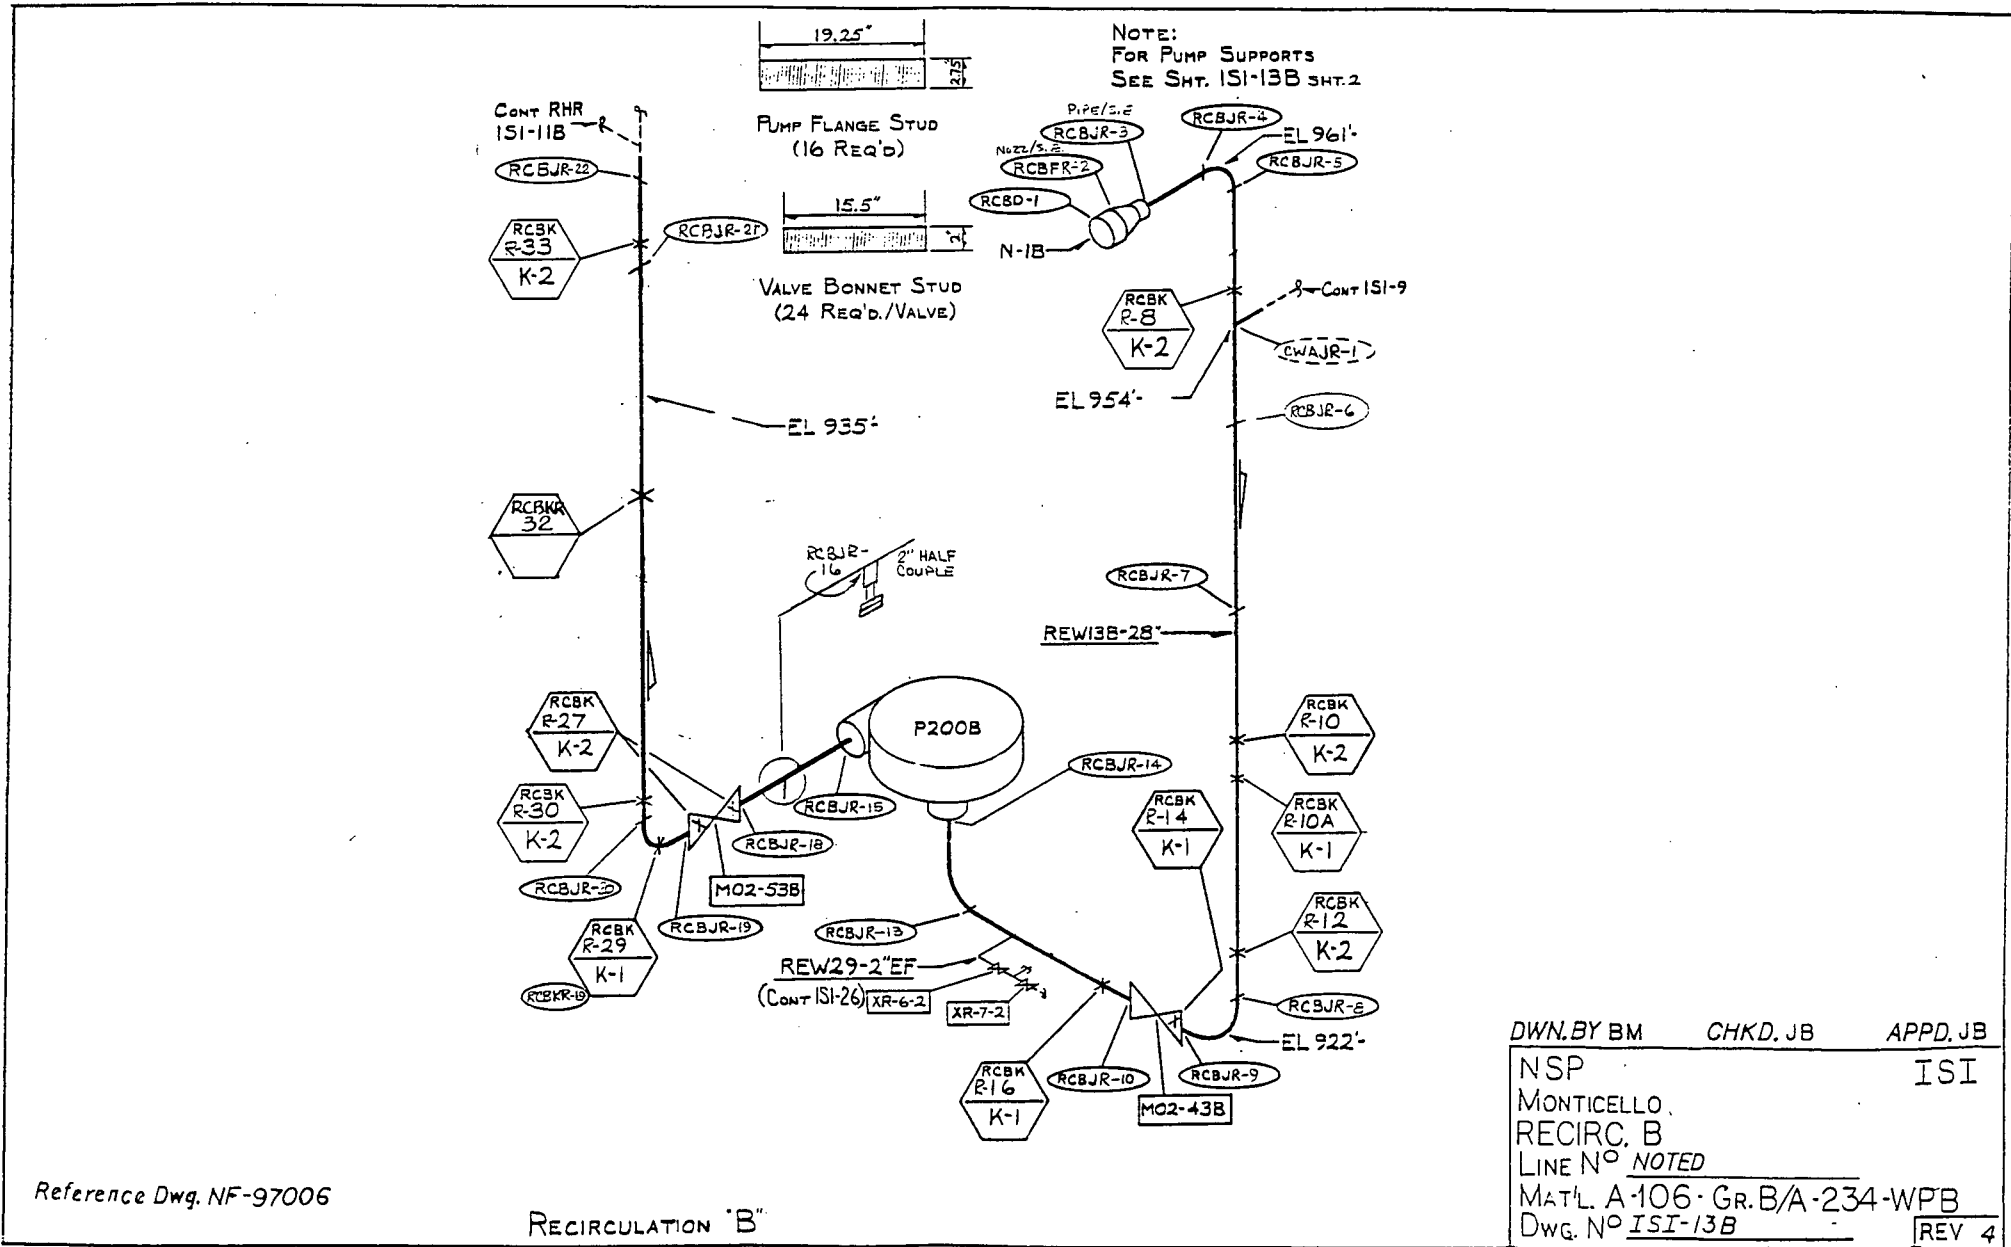 19.25"
2.75"
PUMP FLANGE STUD
(16 REQ'D)
15.5"
2"
VALVE BONNET STUD
(24 REQ'D./VALVE)
NOTE:
FOR PUMP SUPPORTS
SEE SHT. ISI-13B SHT.2
CONT RHR
ISI-11B
RCBJR-22
RCBK
R-33
K-2
RCBJR-21
EL 935'-
RCBKR
32
PIPE/S.E
RCBJR-3
NOZZ/S.E.
RCBFR-2
RCBD-1
N-1B
RCBJR-4
EL 961'-
RCBJR-5
RCBK
R-8
K-2
CONT ISI-9
CWAJR-1
EL 954'-
RCBJR-6
RCBJR-7
REW13B-28"
RCBJR-
16
2" HALF
COUPLE
RCBK
R-27
K-2
P200B
RCBJR-14
RCBK
R-10
K-2
RCBK
R-30
K-2
1
RCBJR-15
RCBJR-18
RCBK
R-14
K-1
RCBK
R-10A
K-1
RCBJR-20
MO2-53B
RCBJR-19
RCBK
R-29
K-1
RCBKR-19
RCBJR-13
REW29-2"EF
(CONT ISI-26)
XR-6-2
XR-7-2
RCBK
R-12
K-2
RCBJR-8
EL 922'-
RCBK
R-16
K-1
RCBJR-10
RCBJR-9
MO2-43B
DWN. BY BM CHKD. JB APPD. JB
NSP ISI
MONTICELLO
RECIRC. B
LINE Nº NOTED
MAT'L. A-106-GR.B/A-234-WPB
DWG. Nº ISI-13B REV 4
Reference Dwg. NF-97006
RECIRCULATION "B"